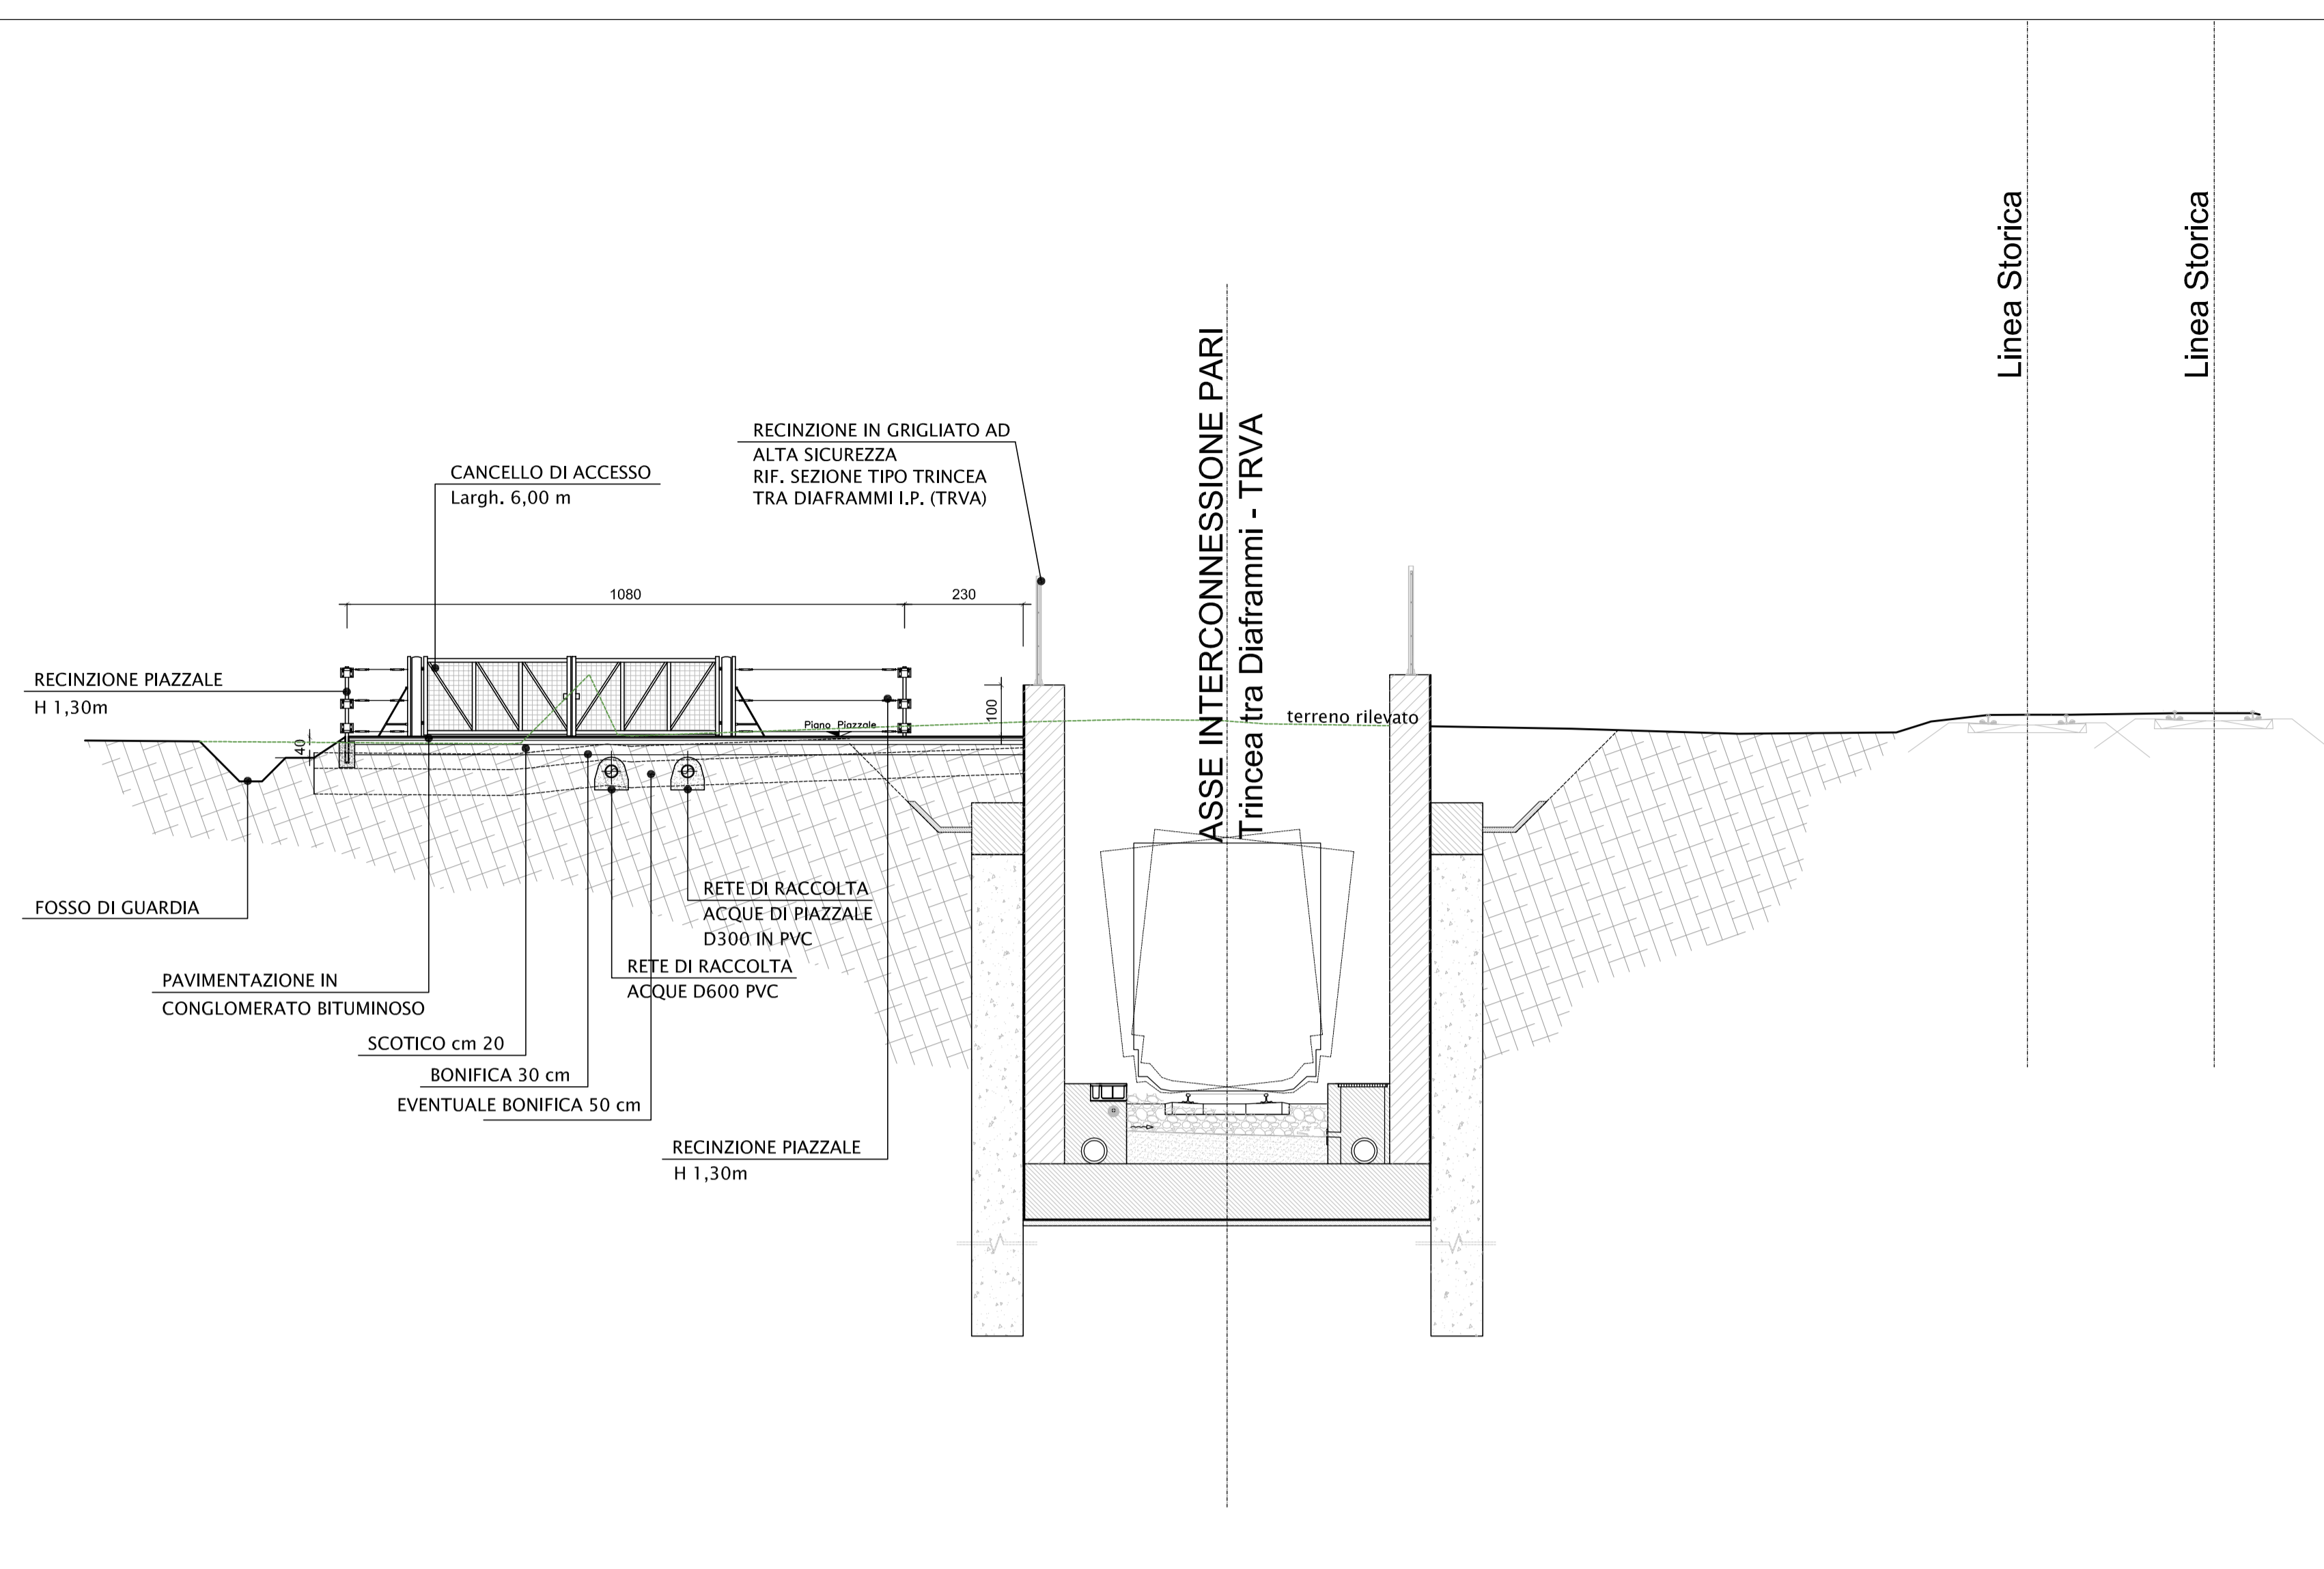 Linea Storica
Linea Storica
ASSE INTERCONNESSIONE PARI
Trincea tra Diaframmi - TRVA
RECINZIONE IN GRIGLIATO AD
ALTA SICUREZZA
RIF. SEZIONE TIPO TRINCEA
TRA DIAFRAMMI I.P. (TRVA)
CANCELLO DI ACCESSO
Largh. 6,00 m
1080
230
RECINZIONE PIAZZALE
H 1,30m
100
40
Piano Piazzale
terreno rilevato
RETE DI RACCOLTA
ACQUE DI PIAZZALE
D300 IN PVC
FOSSO DI GUARDIA
RETE DI RACCOLTA
ACQUE D600 PVC
PAVIMENTAZIONE IN
CONGLOMERATO BITUMINOSO
SCOTICO cm 20
BONIFICA 30 cm
EVENTUALE BONIFICA 50 cm
RECINZIONE PIAZZALE
H 1,30m